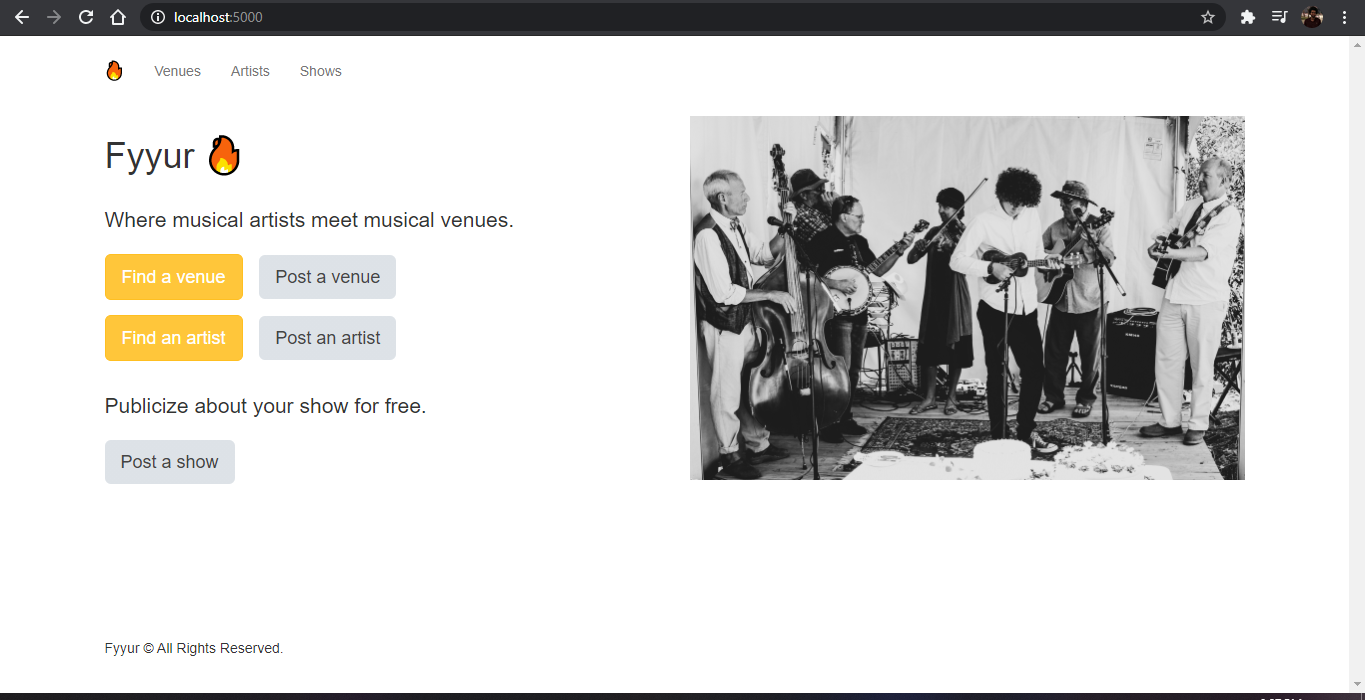 localhost:5000
Venues Artists Shows
Fyyur
Where musical artists meet musical venues.
Find a venue Post a venue
Find an artist Post an artist
Publicize about your show for free.
Post a show
Fyyur © All Rights Reserved.